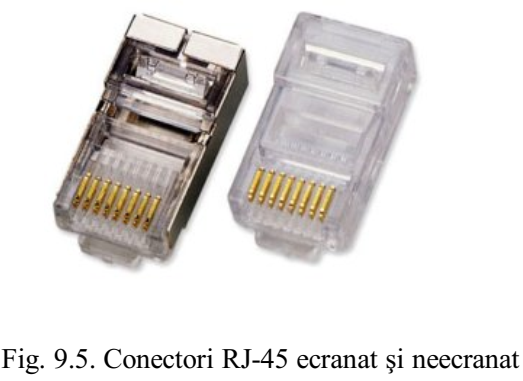 Fig. 9.5. Conectori RJ-45 ecranat şi neecranat